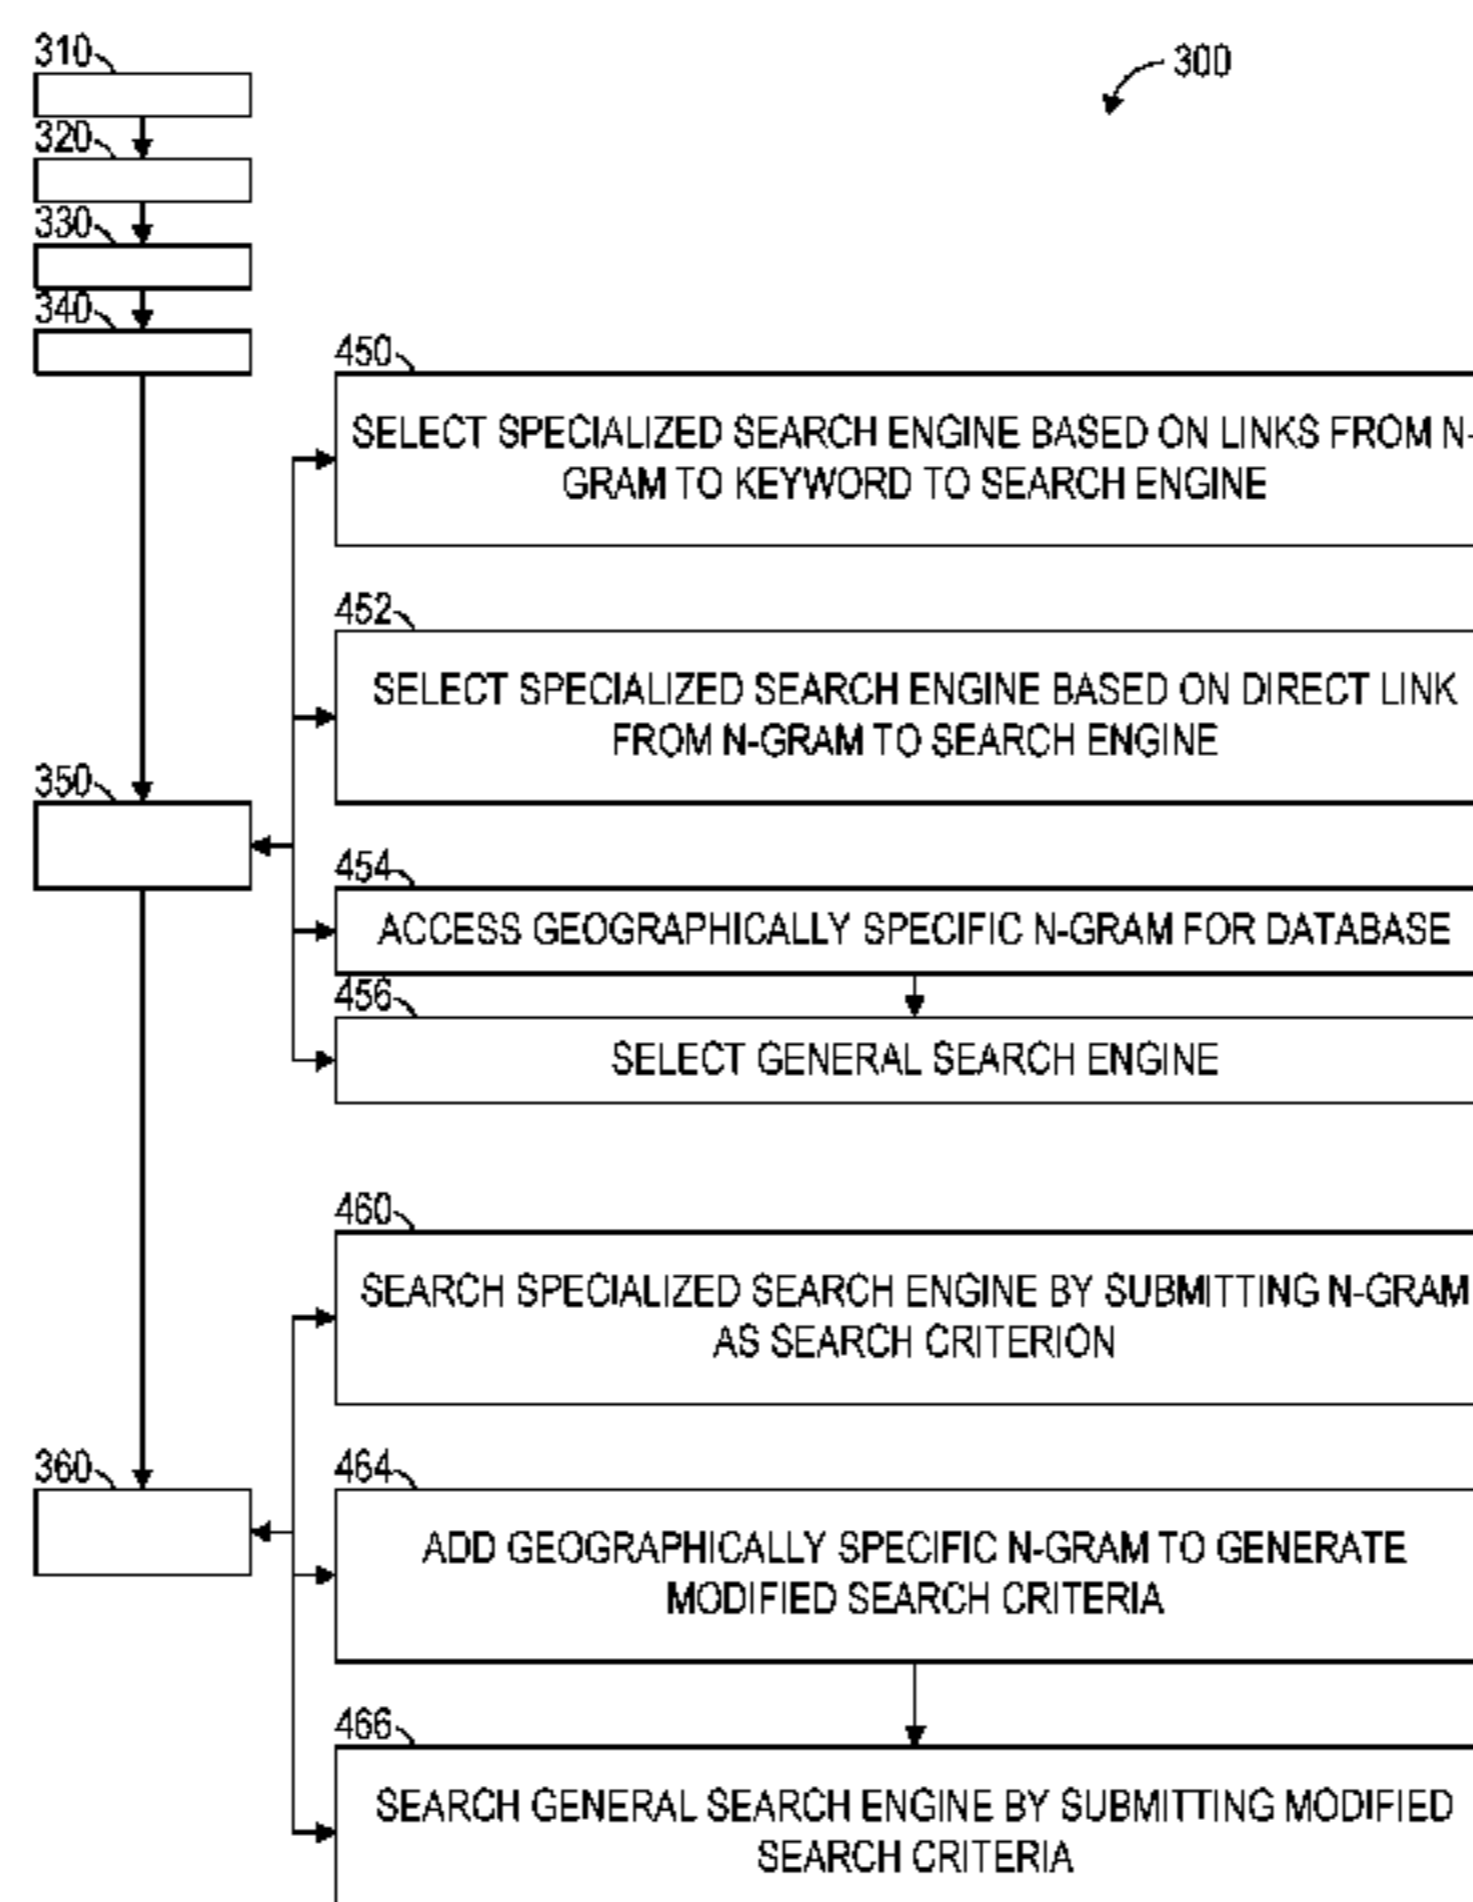 310
300
320
330
340
450
SELECT SPECIALIZED SEARCH ENGINE BASED ON LINKS FROM N-
GRAM TO KEYWORD TO SEARCH ENGINE
452
SELECT SPECIALIZED SEARCH ENGINE BASED ON DIRECT LINK
FROM N-GRAM TO SEARCH ENGINE
350
454
ACCESS GEOGRAPHICALLY SPECIFIC N-GRAM FOR DATABASE
456
SELECT GENERAL SEARCH ENGINE
460
SEARCH SPECIALIZED SEARCH ENGINE BY SUBMITTING N-GRAM
AS SEARCH CRITERION
360
464
ADD GEOGRAPHICALLY SPECIFIC N-GRAM TO GENERATE
MODIFIED SEARCH CRITERIA
466
SEARCH GENERAL SEARCH ENGINE BY SUBMITTING MODIFIED
SEARCH CRITERIA